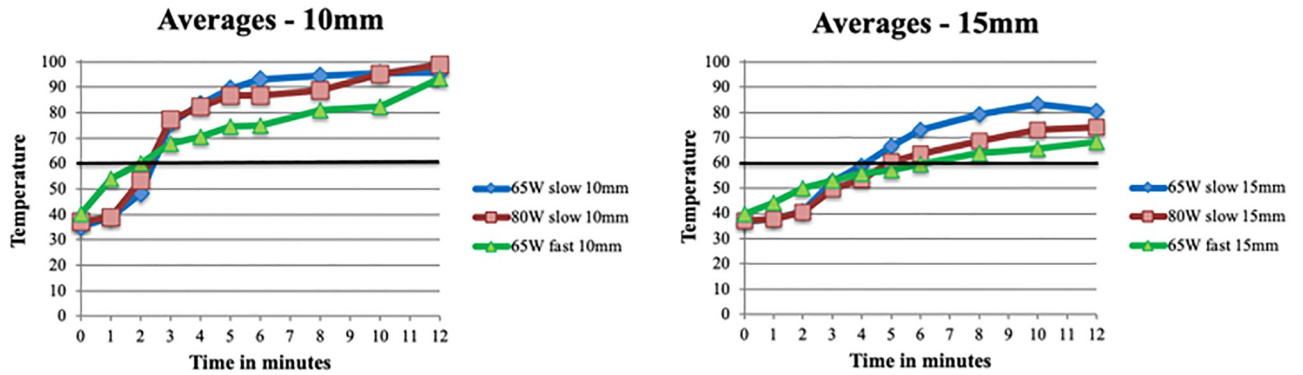 Averages - 10mm
100
90
80
70
60
50
40
30
20
10
0
Temperature
0 1 2 3 4 5 6 7 8 9 10 11 12
Time in minutes
65W slow 10mm
80W slow 10mm
65W fast 10mm
Averages - 15mm
100
90
80
70
60
50
40
30
20
10
0
Temperature
0 1 2 3 4 5 6 7 8 9 10 11 12
Time in minutes
65W slow 15mm
80W slow 15mm
65W fast 15mm